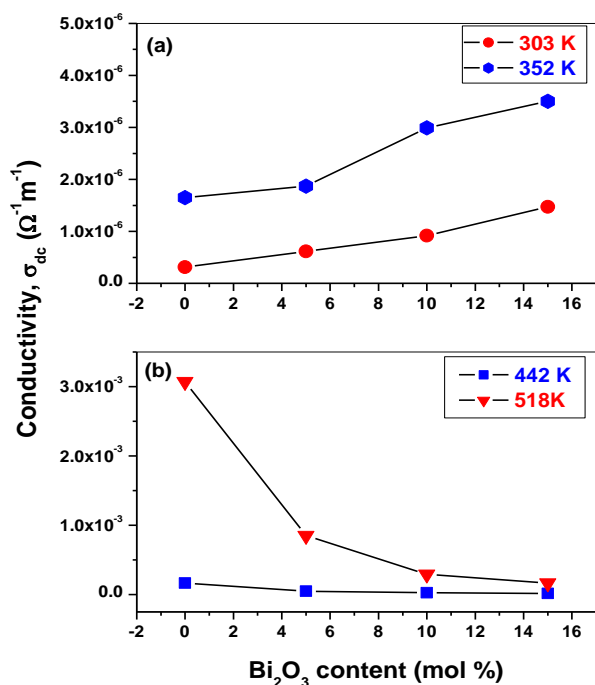 5.0x10⁻⁶
(a)
303 K
352 K
4.0x10⁻⁶
3.0x10⁻⁶
2.0x10⁻⁶
1.0x10⁻⁶
0.0
-2 0 2 4 6 8 10 12 14 16
Conductivity, σdc (Ω⁻¹m⁻¹)
(b)
442 K
518K
3.0x10⁻³
2.0x10⁻³
1.0x10⁻³
0.0
-2 0 2 4 6 8 10 12 14 16
Bi₂O₃ content (mol %)